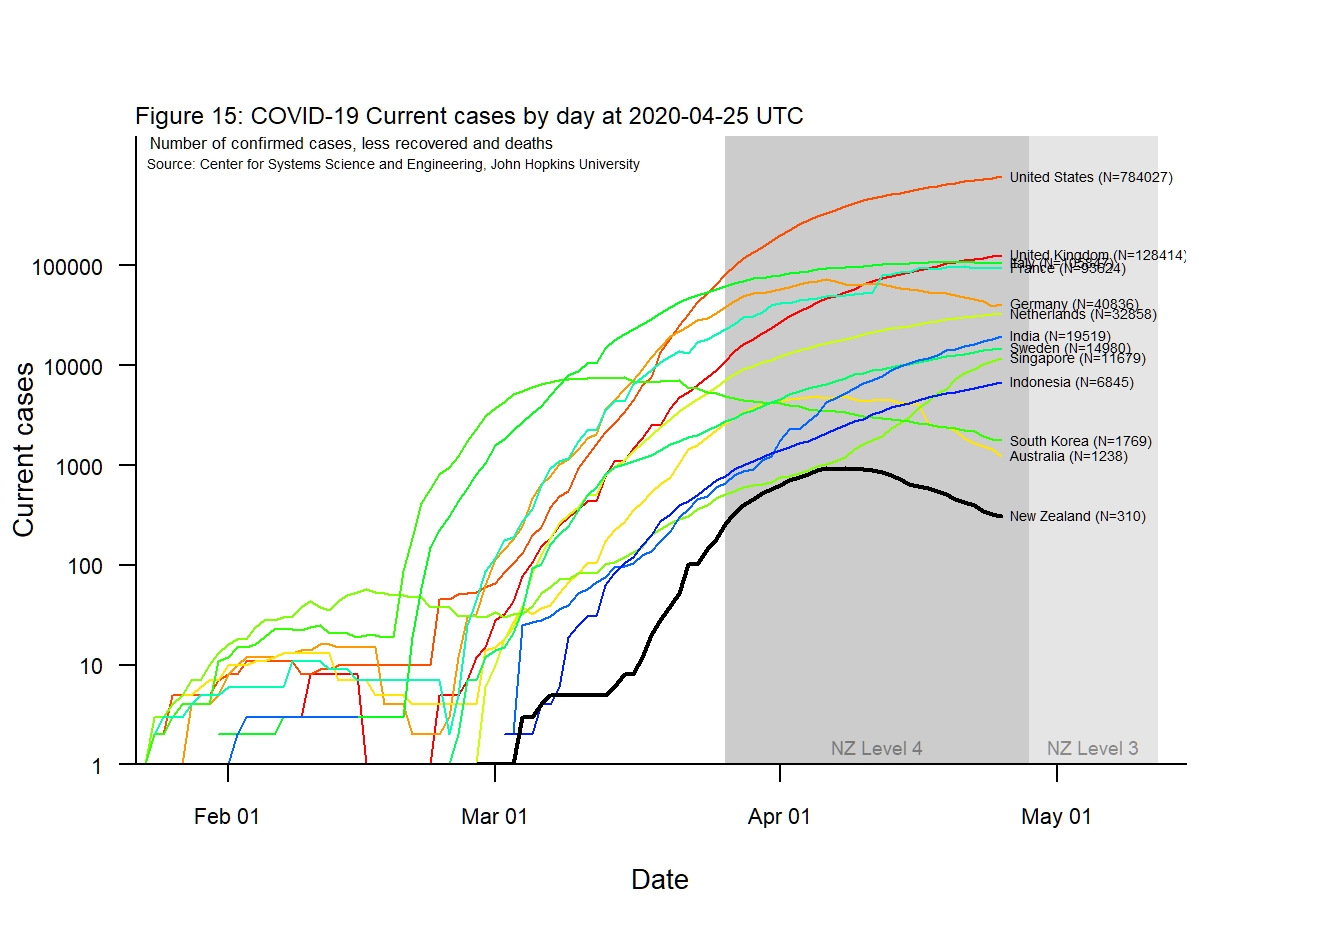 Figure 15: COVID-19 Current cases by day at 2020-04-25 UTC
Number of confirmed cases, less recovered and deaths
Source: Center for Systems Science and Engineering, John Hopkins University
United States (N=784027)
United Kingdom (N=128414)
Italy
France (N=93624)
Germany (N=40836)
Netherlands (N=32858)
India (N=19519)
Sweden (N=14980)
Singapore (N=11679)
Indonesia (N=6845)
South Korea (N=1769)
Australia (N=1238)
New Zealand (N=310)
Current cases
100000
10000
1000
100
10
1
NZ Level 4
NZ Level 3
Feb 01
Mar 01
Apr 01
May 01
Date